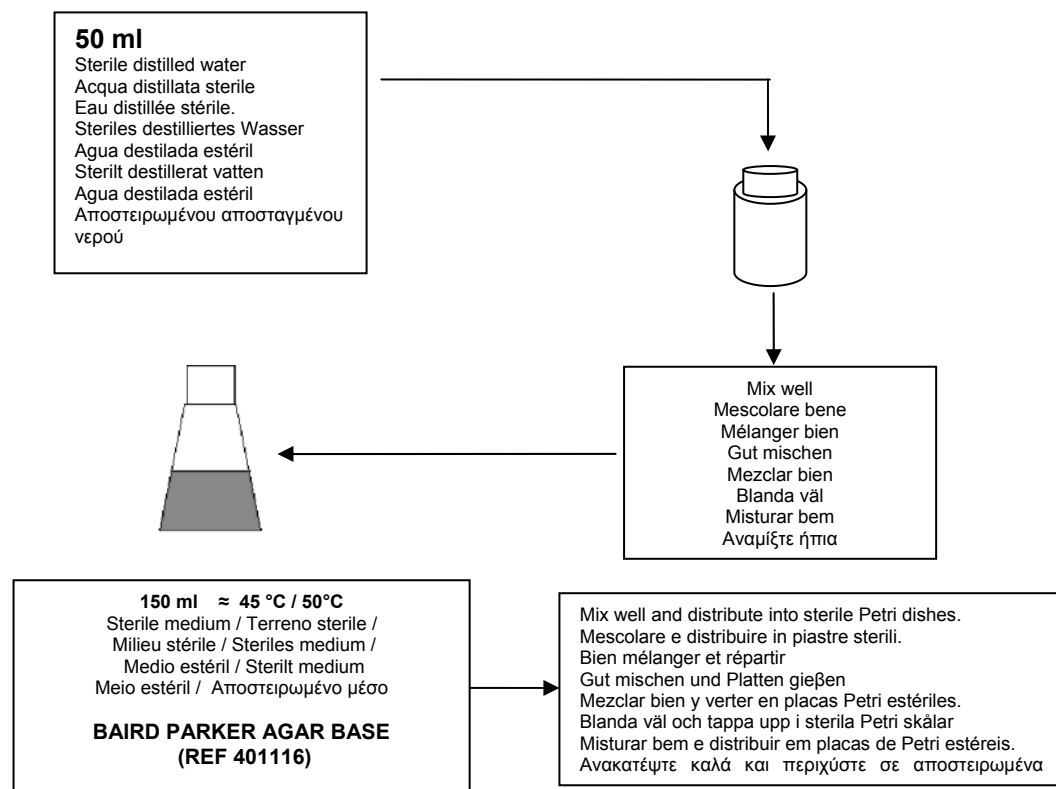 50 ml
Sterile distilled water
Acqua distillata sterile
Eau distillée stérile.
Steriles destilliertes Wasser
Agua destilada estéril
Sterilt destillerat vatten
Agua destilada estéril
Αποστειρωμένου αποσταγμένου
νερού
Mix well
Mescolare bene
Mélanger bien
Gut mischen
Mezclar bien
Blanda väl
Misturar bem
Αναμίξτε ήπια
150 ml ≈ 45 °C / 50°C
Sterile medium / Terreno sterile /
Milieu stérile / Steriles medium /
Medio estéril / Sterilt medium
Meio estéril / Αποστειρωμένο μέσο
BAIRD PARKER AGAR BASE
(REF 401116)
Mix well and distribute into sterile Petri dishes.
Mescolare e distribuire in piastre sterili.
Bien mélanger et répartir
Gut mischen und Platten gieβen
Mezclar bien y verter en placas Petri estériles.
Blanda väl och tappa upp i sterila Petri skålar
Misturar bem e distribuir em placas de Petri estéreis.
Ανακατέψτε καλά και περιχύστε σε αποστειρωμένα